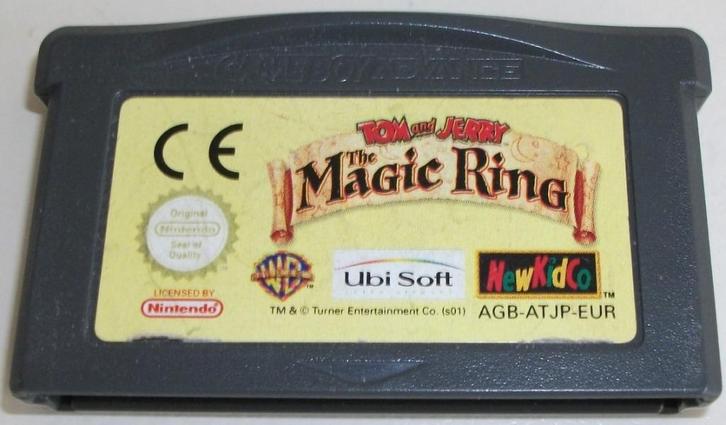 GAME BOY ADVANCE
CE
TOM and JERRY
The
MAGIC RING
Original
Nintendo
Seal of
Quality
LICENSED BY
Nintendo
WB
TM
Ubi Soft
NewKidCo
TM
TM & © Turner Entertainment Co. (s01)
AGB-ATJP-EUR